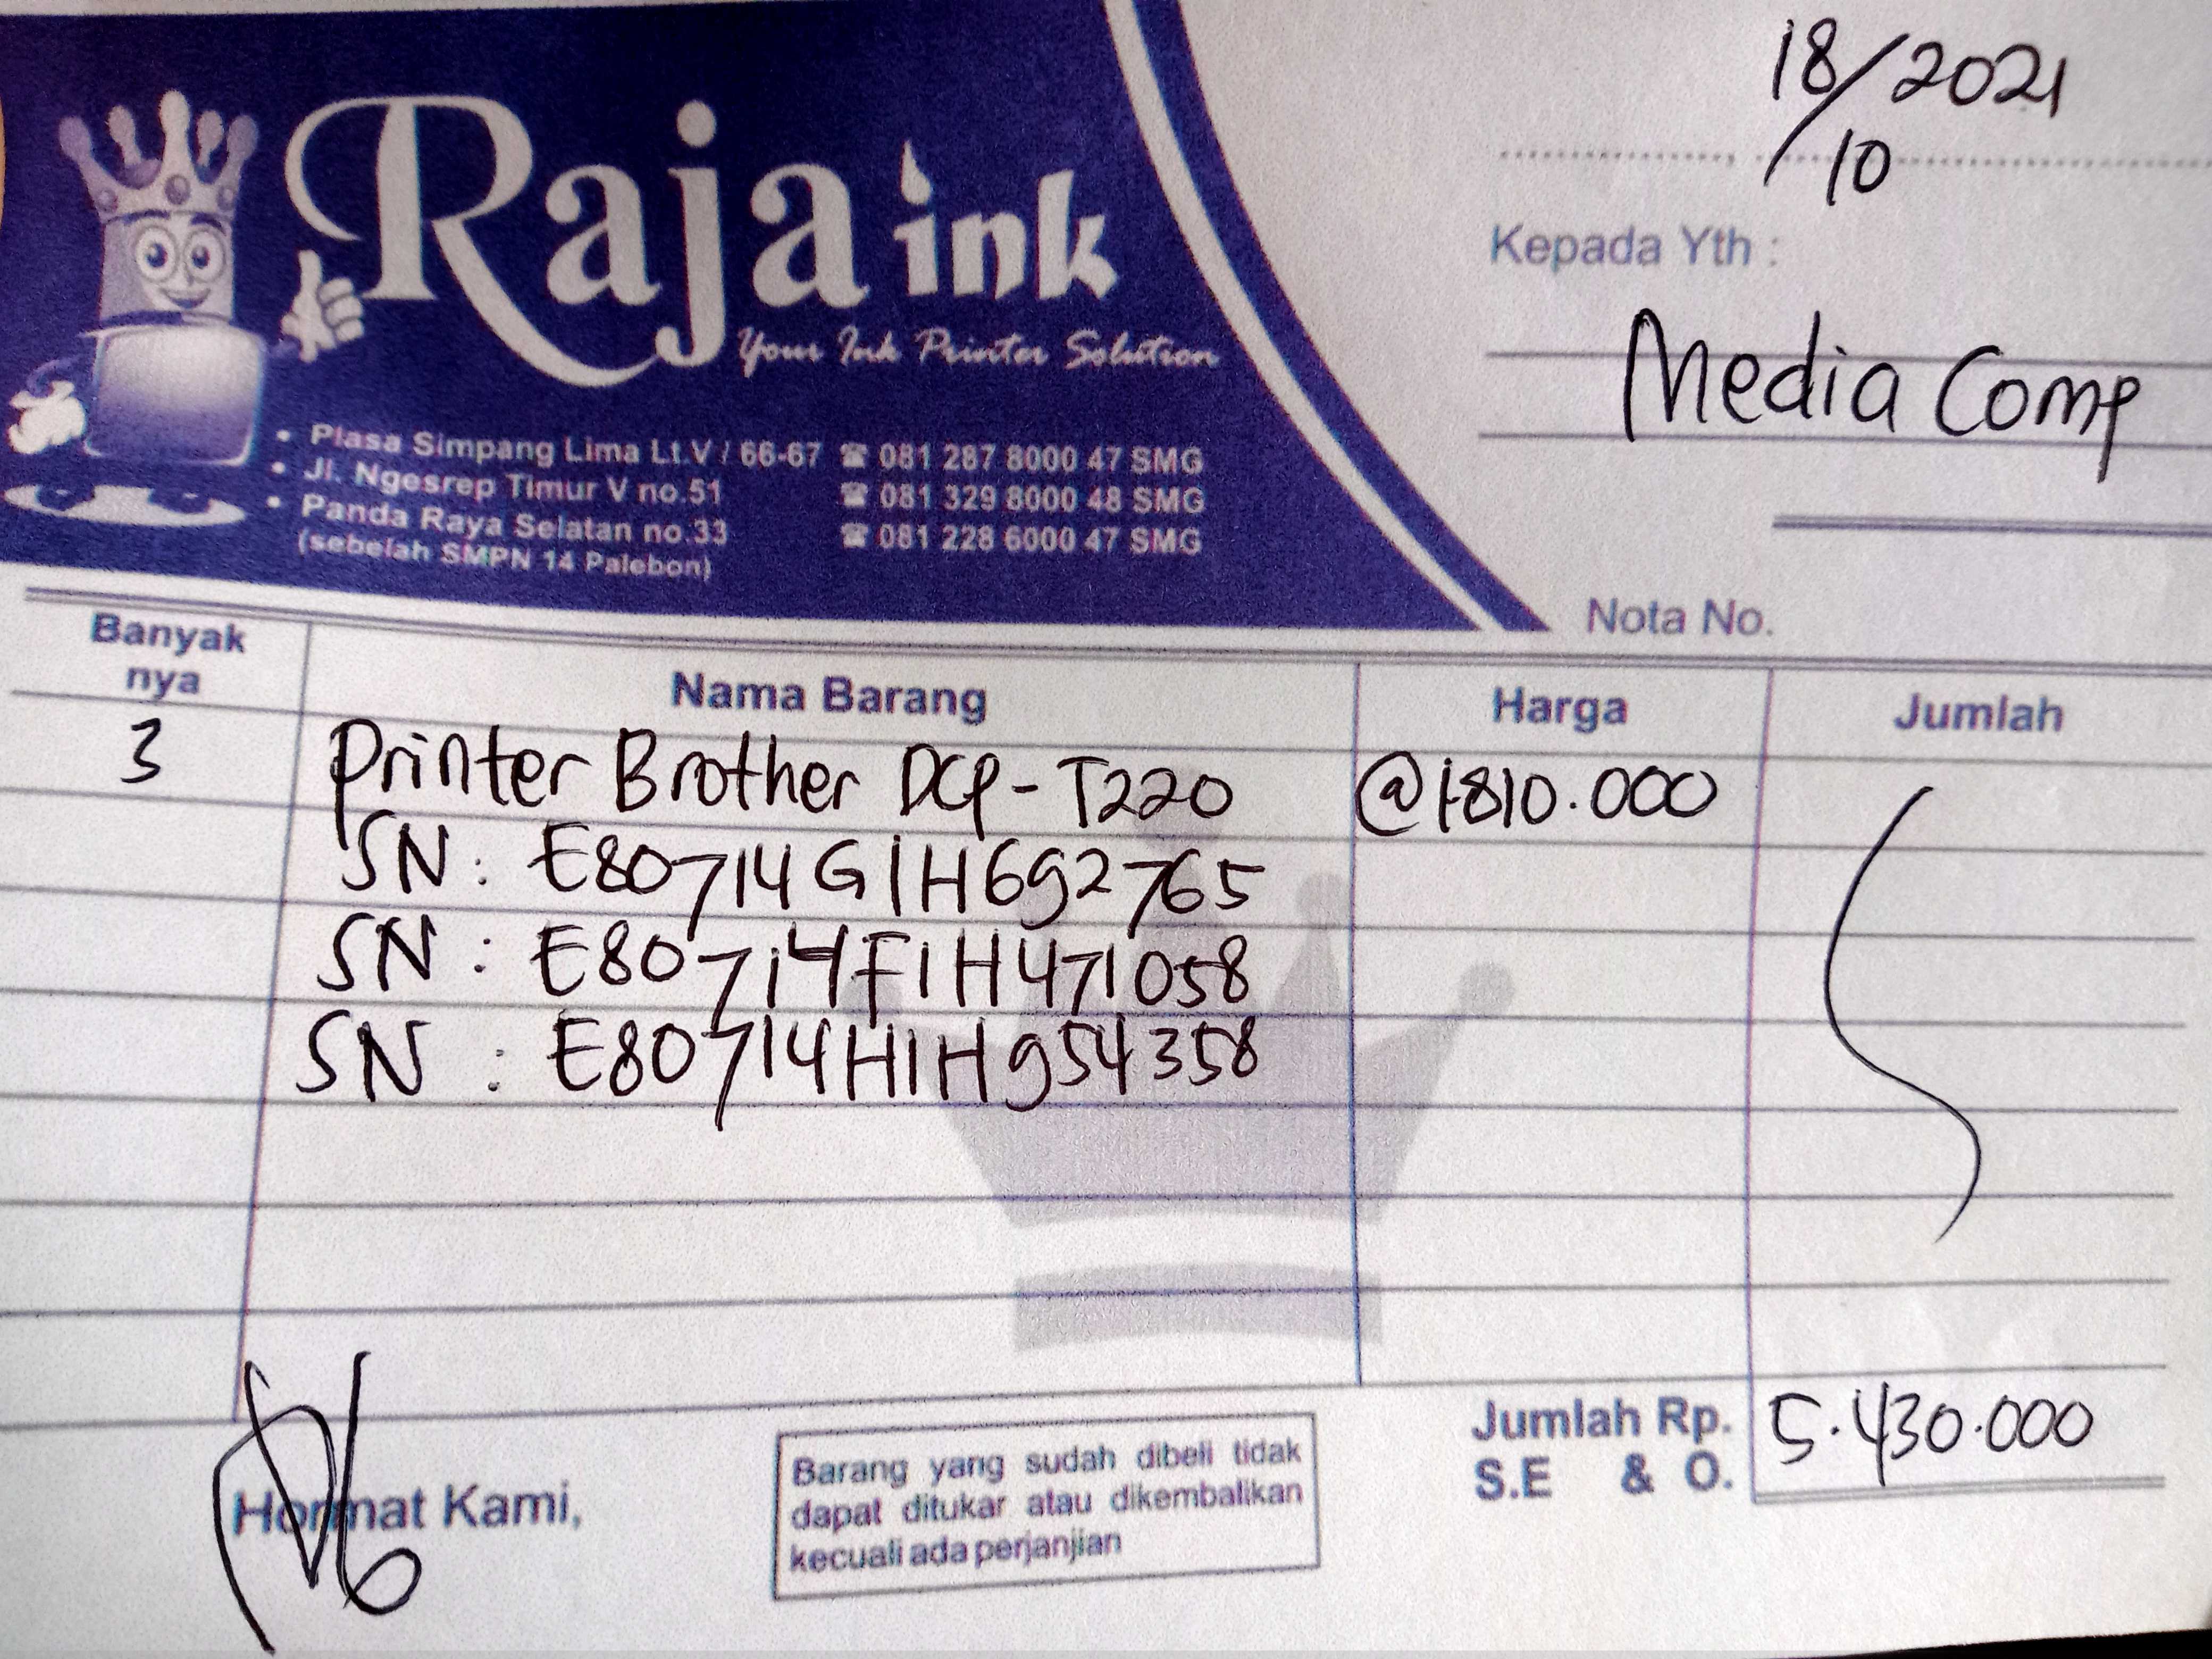 Raja ink
Your Ink Printer Solution
• Plasa Simpang Lima Lt.V / 66-67 ☎ 081 287 8000 47 SMG
• Jl. Ngesrep Timur V no.51 ☎ 081 329 8000 48 SMG
• Panda Raya Selatan no.33 ☎ 081 228 6000 47 SMG
(sebelah SMPN 14 Palebon)
18/10/2021
Kepada Yth :
Media Comp
Nota No.
Banyak nya Nama Barang Harga Jumlah
3 Printer Brother DCP-T220 @1.810.000
SN : E80714G1H692765
SN : E80714F1H471058
SN : E80714H1H954358
Jumlah Rp. 5.430.000
S.E & O.
Hormat Kami,
Barang yang sudah dibeli tidak
dapat ditukar atau dikembalikan
kecuali ada perjanjian